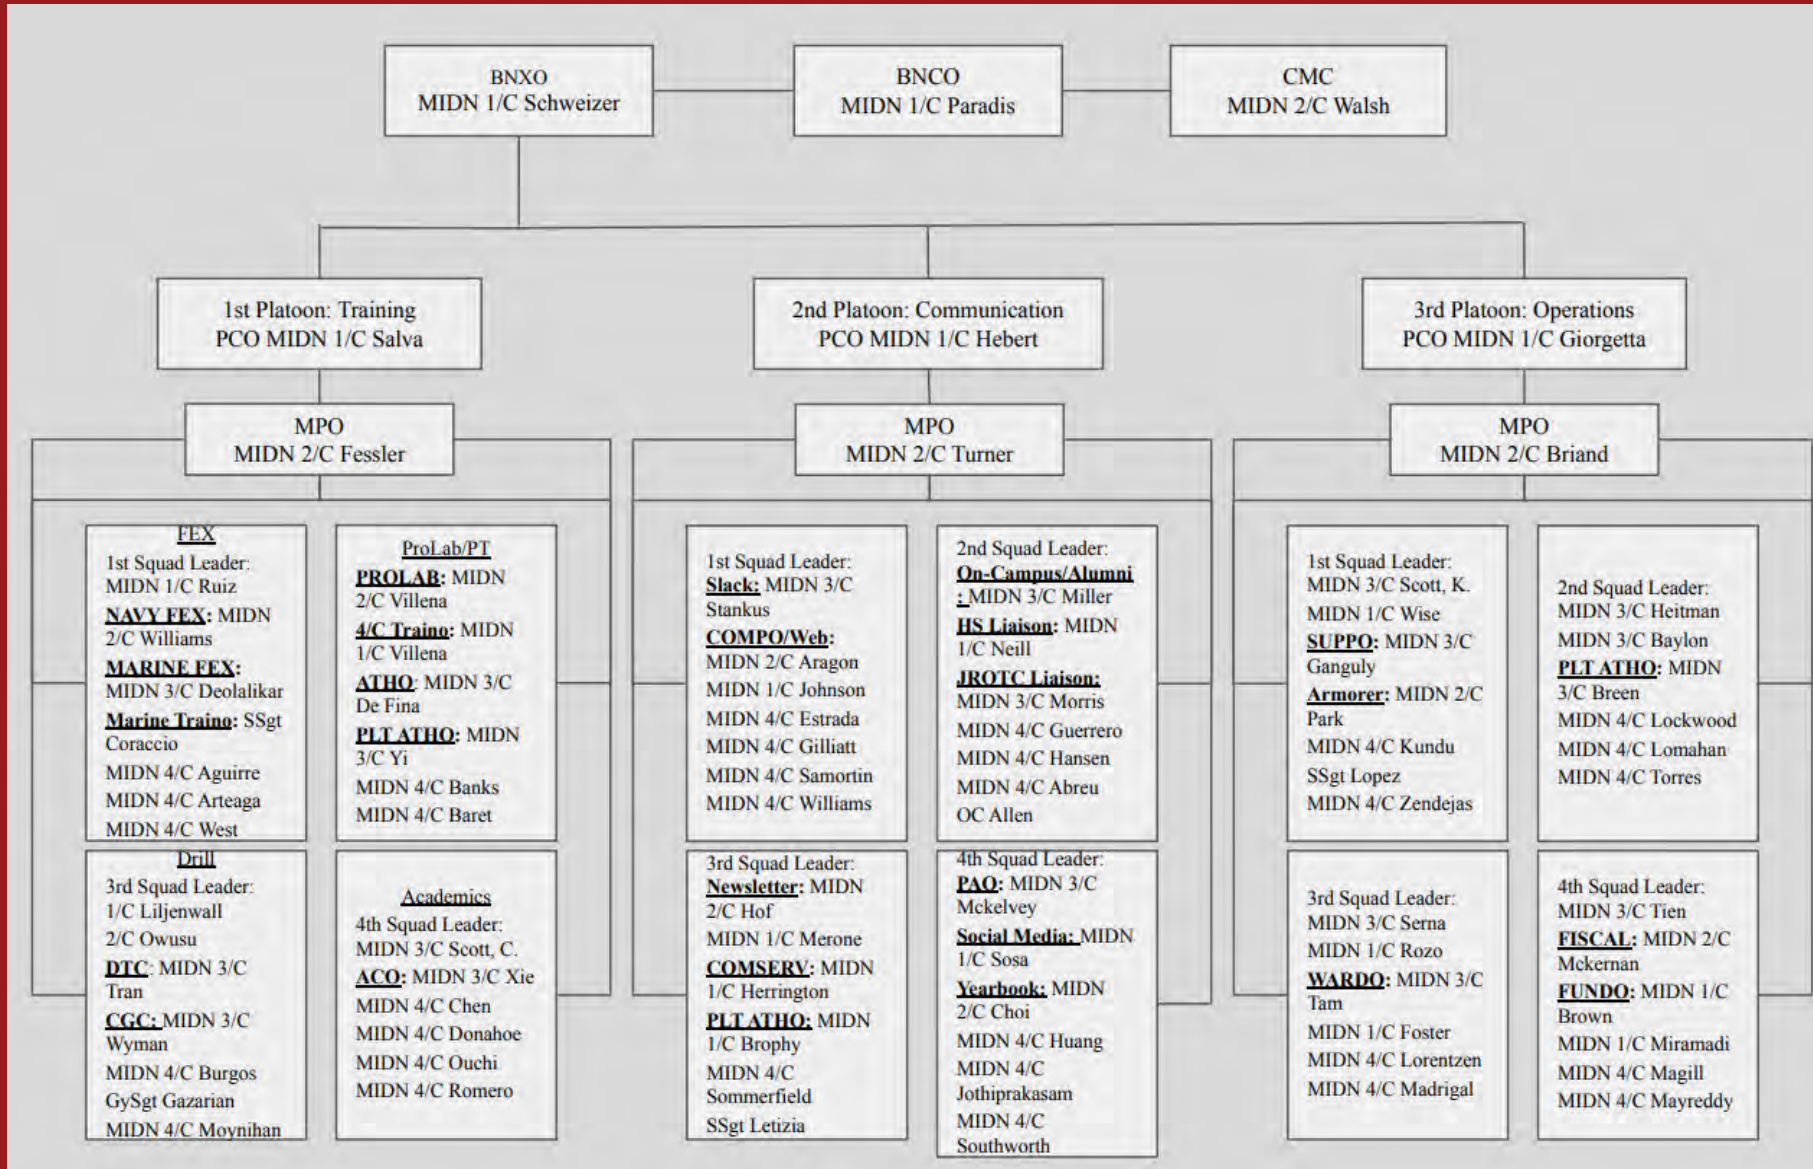 BNXO
MIDN 1/C Schweizer
BNCO
MIDN 1/C Paradis
CMC
MIDN 2/C Walsh
1st Platoon: Training
PCO MIDN 1/C Salva
2nd Platoon: Communication
PCO MIDN 1/C Hebert
3rd Platoon: Operations
PCO MIDN 1/C Giorgetta
MPO
MIDN 2/C Fessler
MPO
MIDN 2/C Turner
MPO
MIDN 2/C Briand
FEX
1st Squad Leader:
MIDN 1/C Ruiz
NAVY FEX: MIDN
2/C Williams
MARINE FEX:
MIDN 3/C Deolalikar
Marine Traino: SSgt
Coraccio
MIDN 4/C Aguirre
MIDN 4/C Arteaga
MIDN 4/C West
ProLab/PT
PROLAB: MIDN
2/C Villena
4/C Traino: MIDN
1/C Villena
ATHO: MIDN 3/C
De Fina
PLT ATHO: MIDN
3/C Yi
MIDN 4/C Banks
MIDN 4/C Baret
Drill
3rd Squad Leader:
1/C Liljenwall
2/C Owusu
DTC: MIDN 3/C
Tran
CGC: MIDN 3/C
Wyman
MIDN 4/C Burgos
GySgt Gazarian
MIDN 4/C Moynihan
Academics
4th Squad Leader:
MIDN 3/C Scott, C.
ACO: MIDN 3/C Xie
MIDN 4/C Chen
MIDN 4/C Donahoe
MIDN 4/C Ouchi
MIDN 4/C Romero
1st Squad Leader:
Slack: MIDN 3/C
Stankus
COMPO/Web:
MIDN 2/C Aragon
MIDN 1/C Johnson
MIDN 4/C Estrada
MIDN 4/C Gilliatt
MIDN 4/C Samortin
MIDN 4/C Williams
2nd Squad Leader:
On-Campus/Alumni
: MIDN 3/C Miller
HS Liaison: MIDN
1/C Neill
JROTC Liaison:
MIDN 3/C Morris
MIDN 4/C Guerrero
MIDN 4/C Hansen
MIDN 4/C Abreu
OC Allen
3rd Squad Leader:
Newsletter: MIDN
2/C Hof
MIDN 1/C Merone
COMSERV: MIDN
1/C Herrington
PLT ATHO: MIDN
1/C Brophy
MIDN 4/C
Sommerfield
SSgt Letizia
4th Squad Leader:
PAO: MIDN 3/C
Mckelvey
Social Media: MIDN
1/C Sosa
Yearbook: MIDN
2/C Choi
MIDN 4/C Huang
MIDN 4/C
Jothiprakasam
MIDN 4/C
Southworth
1st Squad Leader:
MIDN 3/C Scott, K.
MIDN 1/C Wise
SUPPO: MIDN 3/C
Ganguly
Armorer: MIDN 2/C
Park
MIDN 4/C Kundu
SSgt Lopez
MIDN 4/C Zendejas
2nd Squad Leader:
MIDN 3/C Heitman
MIDN 3/C Baylon
PLT ATHO: MIDN
3/C Breen
MIDN 4/C Lockwood
MIDN 4/C Lomahan
MIDN 4/C Torres
3rd Squad Leader:
MIDN 3/C Serna
MIDN 1/C Rozo
WARDO: MIDN 3/C
Tam
MIDN 1/C Foster
MIDN 4/C Lorentzen
MIDN 4/C Madrigal
4th Squad Leader:
MIDN 3/C Tien
FISCAL: MIDN 2/C
Mckernan
FUNDO: MIDN 1/C
Brown
MIDN 1/C Miramadi
MIDN 4/C Magill
MIDN 4/C Mayreddy